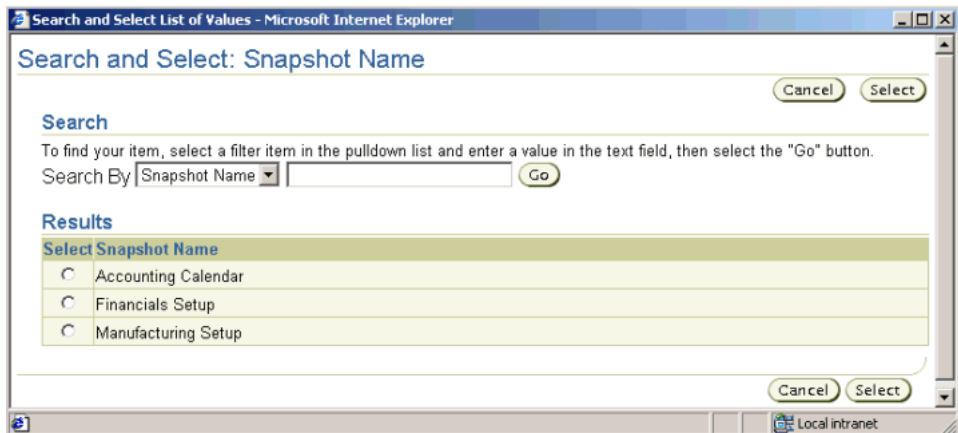 Search and Select List of Values - Microsoft Internet Explorer
Search and Select: Snapshot Name
Cancel Select
Search
To find your item, select a filter item in the pulldown list and enter a value in the text field, then select the "Go" button.
Search By Snapshot Name Go
Results
Select Snapshot Name
Accounting Calendar
Financials Setup
Manufacturing Setup
Cancel Select
Local intranet